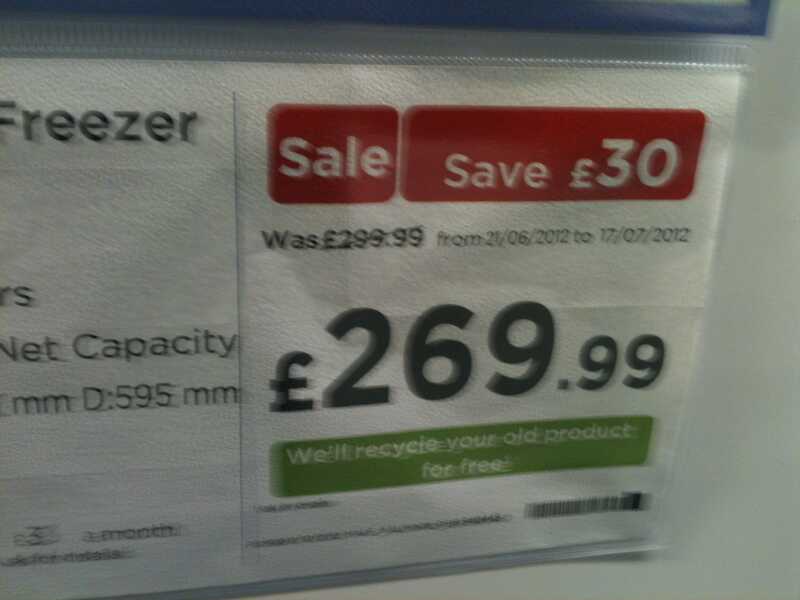 Freezer
rs
Net Capacity
mm D:595 mm
a month
Sale Save £30
Was £299.99 from 21/06/2012 to 17/07/2012
£269.99
We'll recycle your old product
for free!